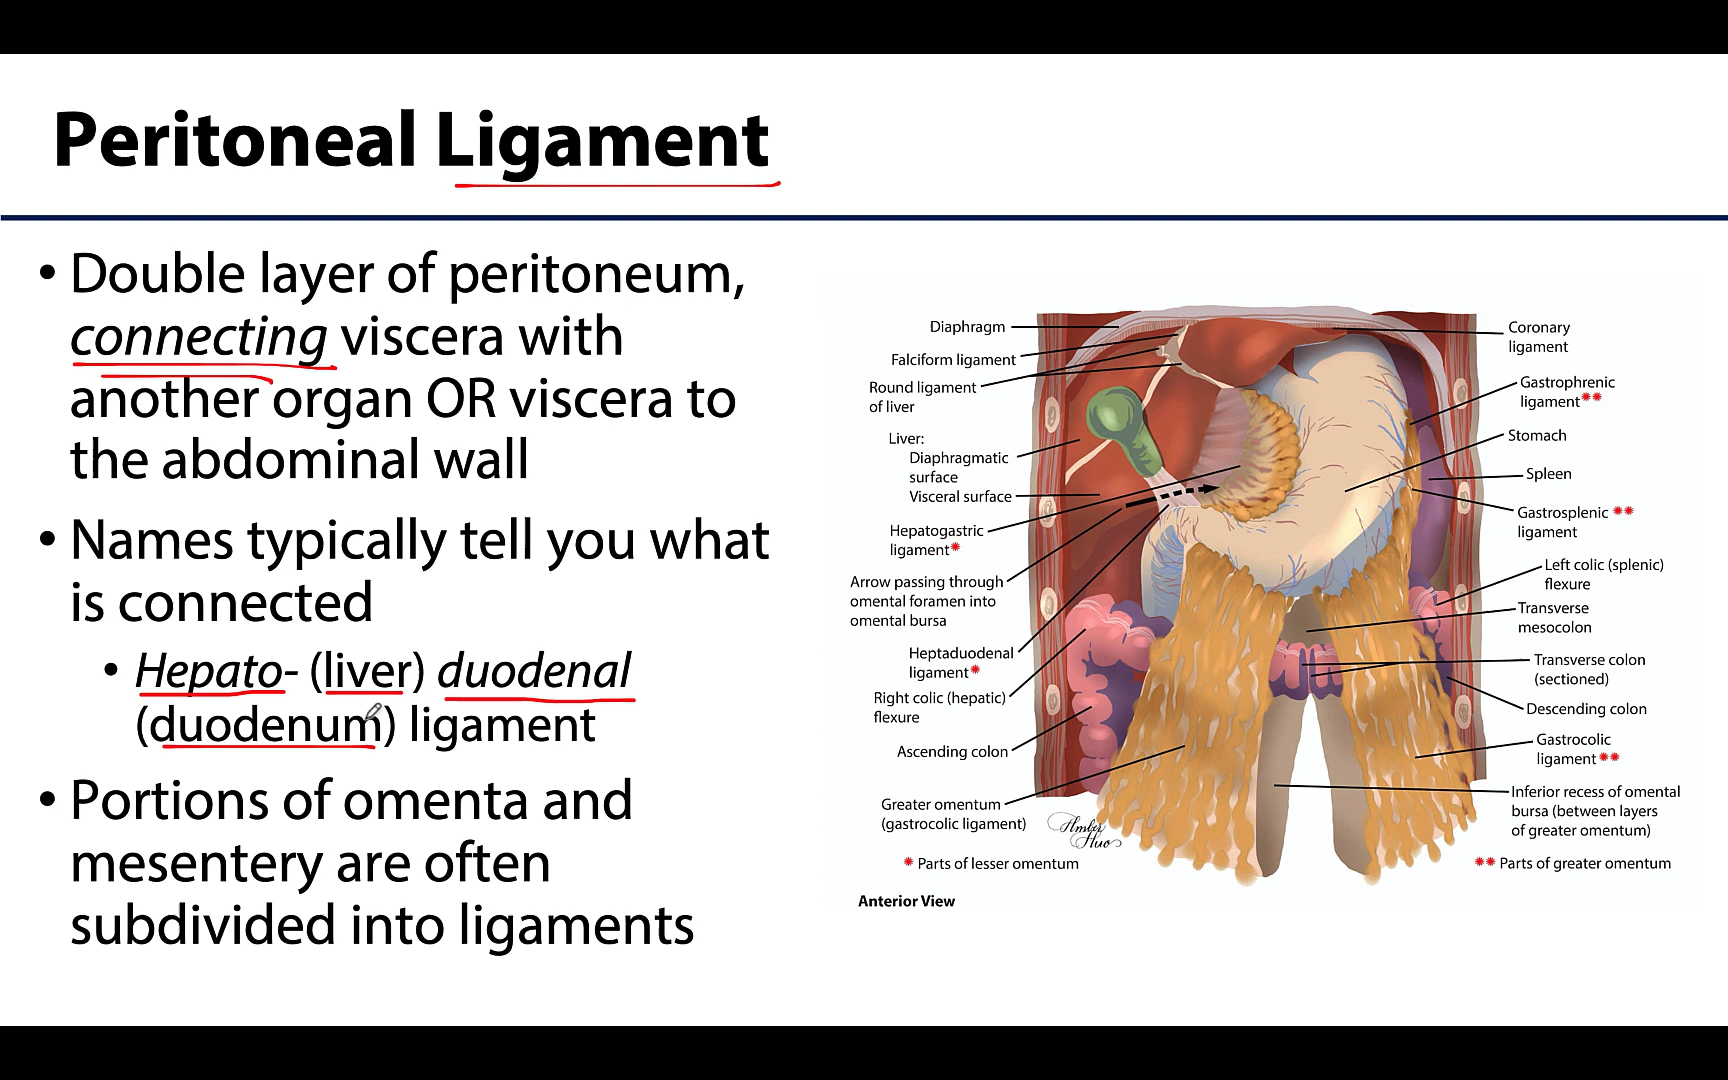 Peritoneal Ligament
• Double layer of peritoneum,
connecting viscera with
another organ OR viscera to
the abdominal wall
• Names typically tell you what
is connected
• Hepato- (liver) duodenal
(duodenum) ligament
• Portions of omenta and
mesentery are often
subdivided into ligaments
Diaphragm
Falciform ligament
Round ligament
of liver
Liver:
Diaphragmatic
surface
Visceral surface
Hepatogastric
ligament*
Arrow passing through
omental foramen into
omental bursa
Heptaduodenal
ligament*
Right colic (hepatic)
flexure
Ascending colon
Greater omentum
(gastrocolic ligament)
Amber
Huo
* Parts of lesser omentum
Anterior View
Coronary
ligament
Gastrophrenic
ligament**
Stomach
Spleen
Gastrosplenic **
ligament
Left colic (splenic)
flexure
Transverse
mesocolon
Transverse colon
(sectioned)
Descending colon
Gastrocolic
ligament**
Inferior recess of omental
bursa (between layers
of greater omentum)
** Parts of greater omentum